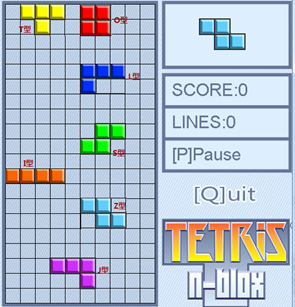 T型
O型
L型
S型
I型
Z型
J型
SCORE:0
LINES:0
[P]Pause
[Q]uit
TETRIS
n-blox